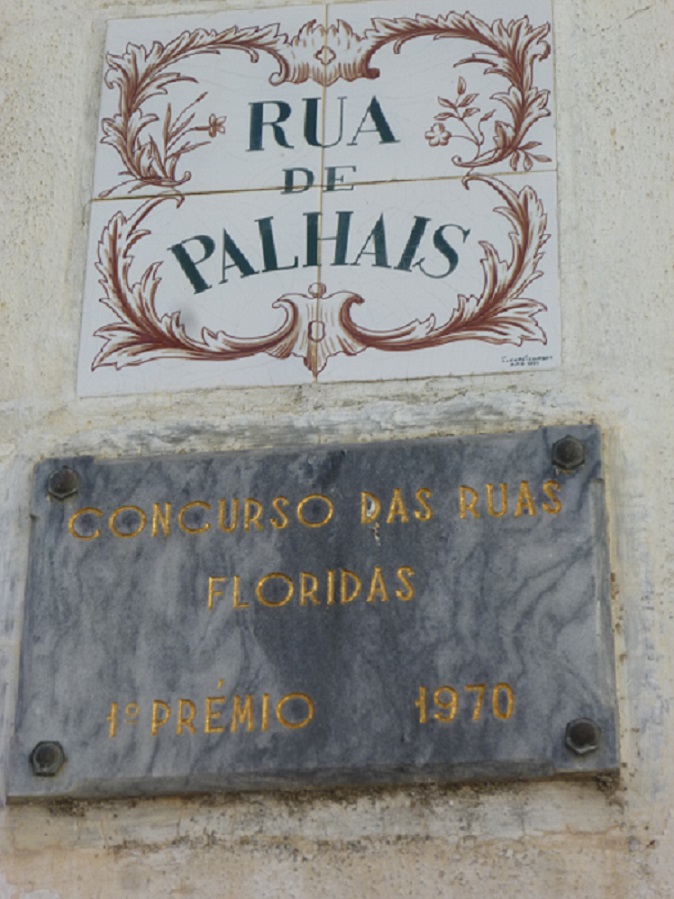 RUA
DE
PALHAIS
CONCURSO DAS RUAS
FLORIDAS
1º PRÉMIO 1970